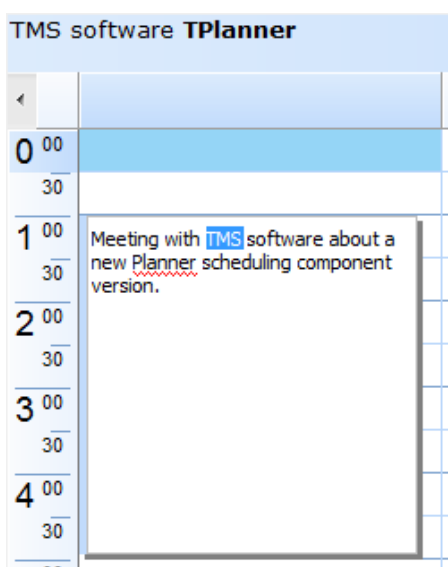 TMS software TPlanner
0 00
30
1 00
Meeting with TMS software about a
new Planner scheduling component
version.
30
2 00
30
3 00
30
4 00
30